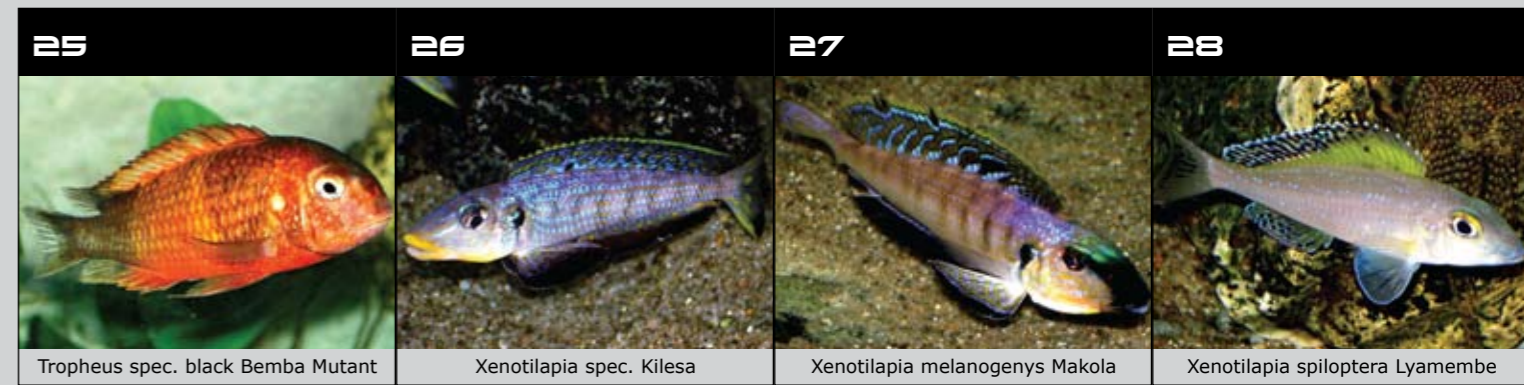 25
26
27
28
Tropheus spec. black Bemba Mutant
Xenotilapia spec. Kilesa
Xenotilapia melanogenys Makola
Xenotilapia spiloptera Lyamembe